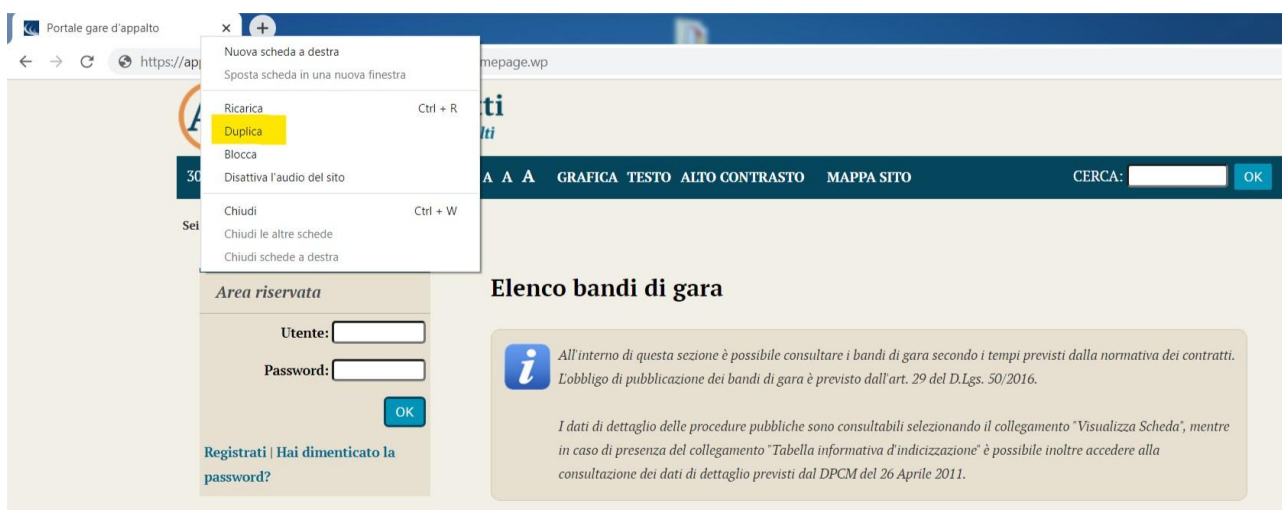 Portale gare d'appalto
https://app
mepage.wp
Nuova scheda a destra
Sposta scheda in una nuova finestra
Ricarica Ctrl + R
Duplica
Blocca
Disattiva l'audio del sito
Chiudi Ctrl + W
Chiudi le altre schede
Chiudi schede a destra
tti
lti
30
A A A GRAFICA TESTO ALTO CONTRASTO MAPPA SITO CERCA: OK
Sei
Area riservata
Utente:
Password:
OK
Registrati | Hai dimenticato la
password?
Elenco bandi di gara
All'interno di questa sezione è possibile consultare i bandi di gara secondo i tempi previsti dalla normativa dei contratti.
L'obbligo di pubblicazione dei bandi di gara è previsto dall'art. 29 del D.Lgs. 50/2016.
I dati di dettaglio delle procedure pubbliche sono consultabili selezionando il collegamento "Visualizza Scheda", mentre
in caso di presenza del collegamento "Tabella informativa d'indicizzazione" è possibile inoltre accedere alla
consultazione dei dati di dettaglio previsti dal DPCM del 26 Aprile 2011.